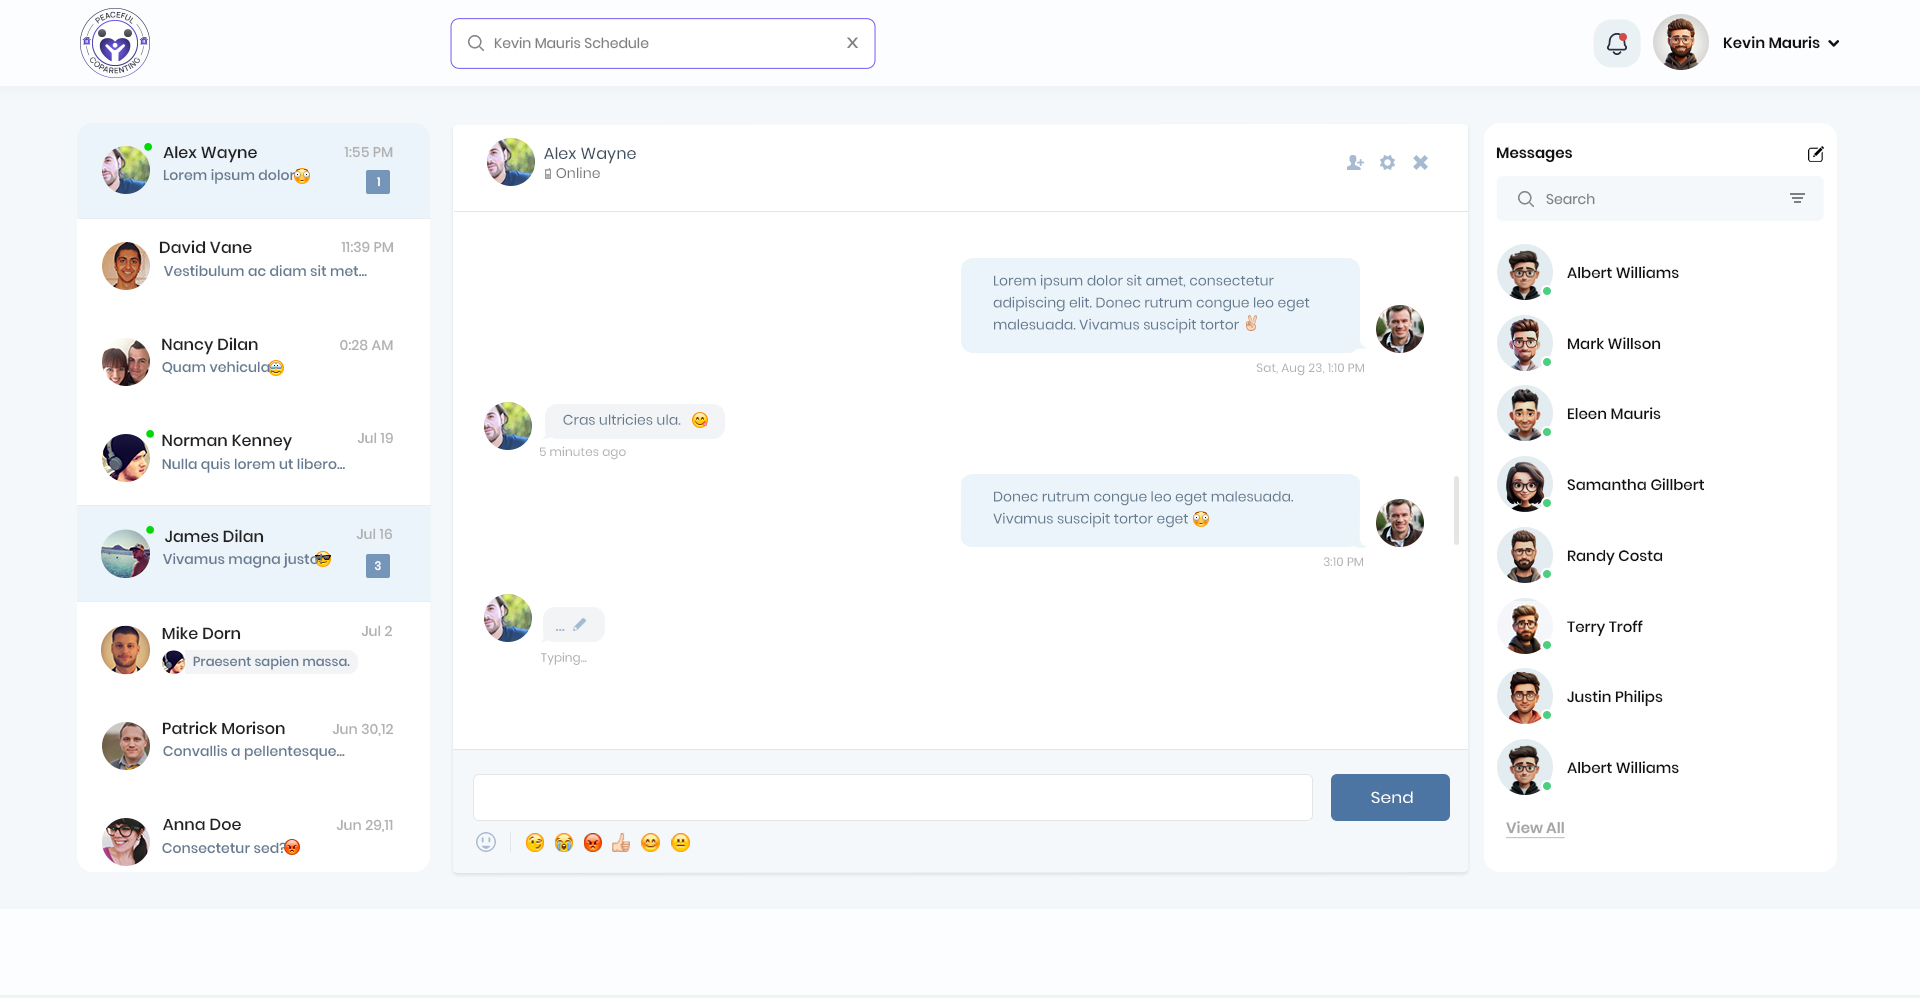 PEACEFUL
COPARENTING
Kevin Mauris Schedule
X
Kevin Mauris
Alex Wayne
1:55 PM
Lorem ipsum dolor
1
David Vane
11:39 PM
Vestibulum ac diam sit met...
Nancy Dilan
0:28 AM
Quam vehicula
Norman Kenney
Jul 19
Nulla quis lorem ut libero...
James Dilan
Jul 16
Vivamus magna justo
3
Mike Dorn
Jul 2
Praesent sapien massa.
Patrick Morison
Jun 30,12
Convallis a pellentesque...
Anna Doe
Jun 29,11
Consectetur sed?
Alex Wayne
Online
Lorem ipsum dolor sit amet, consectetur
adipiscing elit. Donec rutrum congue leo eget
malesuada. Vivamus suscipit tortor ✌
Sat, Aug 23, 1:10 PM
Cras ultricies ula. 😋
5 minutes ago
Donec rutrum congue leo eget malesuada.
Vivamus suscipit tortor eget 😳
3:10 PM
...
Typing...
Send
Messages
Search
Albert Williams
Mark Willson
Eleen Mauris
Samantha Gillbert
Randy Costa
Terry Troff
Justin Philips
Albert Williams
View All